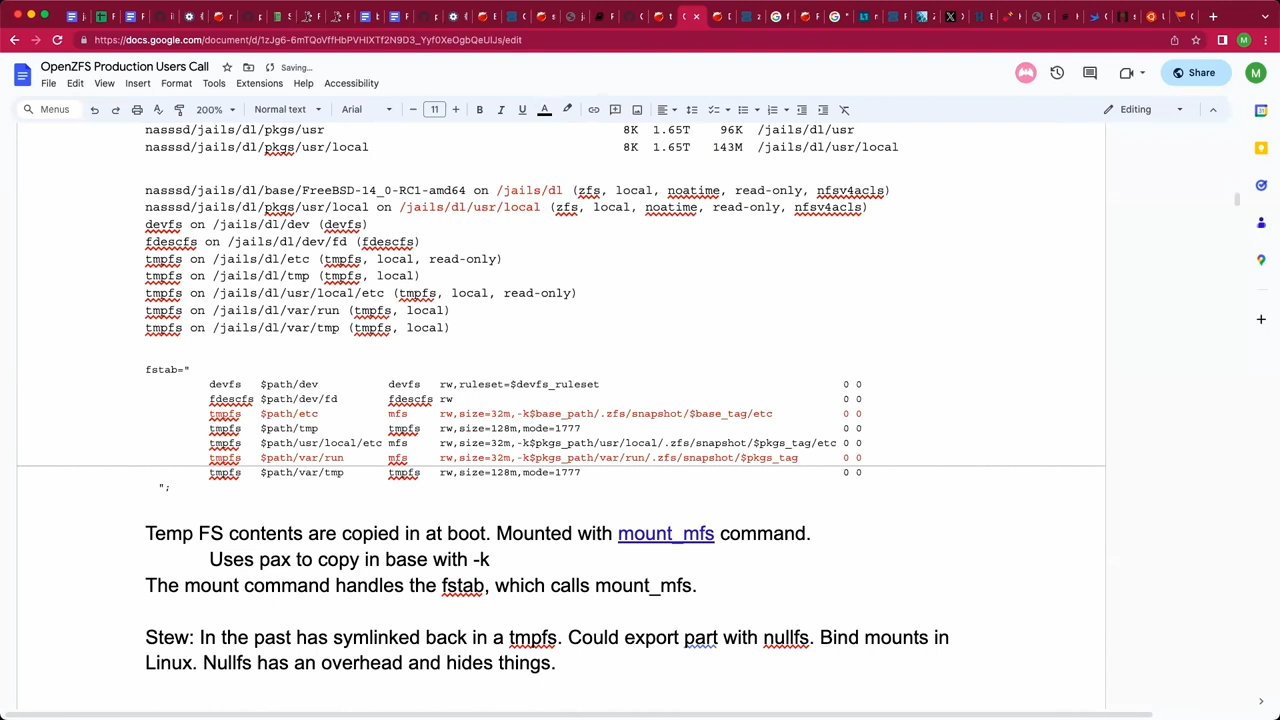 https://docs.google.com/document/d/1zJg6-6mTQoVffHbPVHIXTf2N9D3_Yyf0XeOgbQeUIJs/edit
OpenZFS Production Users Call
Saving...
File Edit View Insert Format Tools Extensions Help Accessibility
Share
M
Menus 200% Normal text Arial 11 B I U A Editing
nasssd/jails/dl/pkgs/usr 8K 1.65T 96K /jails/dl/usr
nasssd/jails/dl/pkgs/usr/local 8K 1.65T 143M /jails/dl/usr/local
nasssd/jails/dl/base/FreeBSD-14_0-RC1-amd64 on /jails/dl (zfs, local, noatime, read-only, nfsv4acls)
nasssd/jails/dl/pkgs/usr/local on /jails/dl/usr/local (zfs, local, noatime, read-only, nfsv4acls)
devfs on /jails/dl/dev (devfs)
fdescfs on /jails/dl/dev/fd (fdescfs)
tmpfs on /jails/dl/etc (tmpfs, local, read-only)
tmpfs on /jails/dl/tmp (tmpfs, local)
tmpfs on /jails/dl/usr/local/etc (tmpfs, local, read-only)
tmpfs on /jails/dl/var/run (tmpfs, local)
tmpfs on /jails/dl/var/tmp (tmpfs, local)
fstab="
devfs $path/dev devfs rw,ruleset=$devfs_ruleset 0 0
fdescfs $path/dev/fd fdescfs rw
tmpfs $path/etc mfs rw,size=32m,-k$base_path/.zfs/snapshot/$base_tag/etc 0 0
tmpfs $path/tmp tmpfs rw,size=128m,mode=1777 0 0
tmpfs $path/usr/local/etc mfs rw,size=32m,-k$pkg_path/usr/local/.zfs/snapshot/$pkg_tag/etc 0 0
tmpfs $path/var/run mfs rw,size=32m,-k$pkg_path/var/run/.zfs/snapshot/$pkgs_tag 0 0
tmpfs $path/var/tmp tmpfs rw,size=128m,mode=1777 0 0
";
Temp FS contents are copied in at boot. Mounted with mount_mfs command.
Uses pax to copy in base with -k
The mount command handles the fstab, which calls mount_mfs.
Stew: In the past has symlinked back in a tmpfs. Could export part with nullfs. Bind mounts in
Linux. Nullfs has an overhead and hides things.